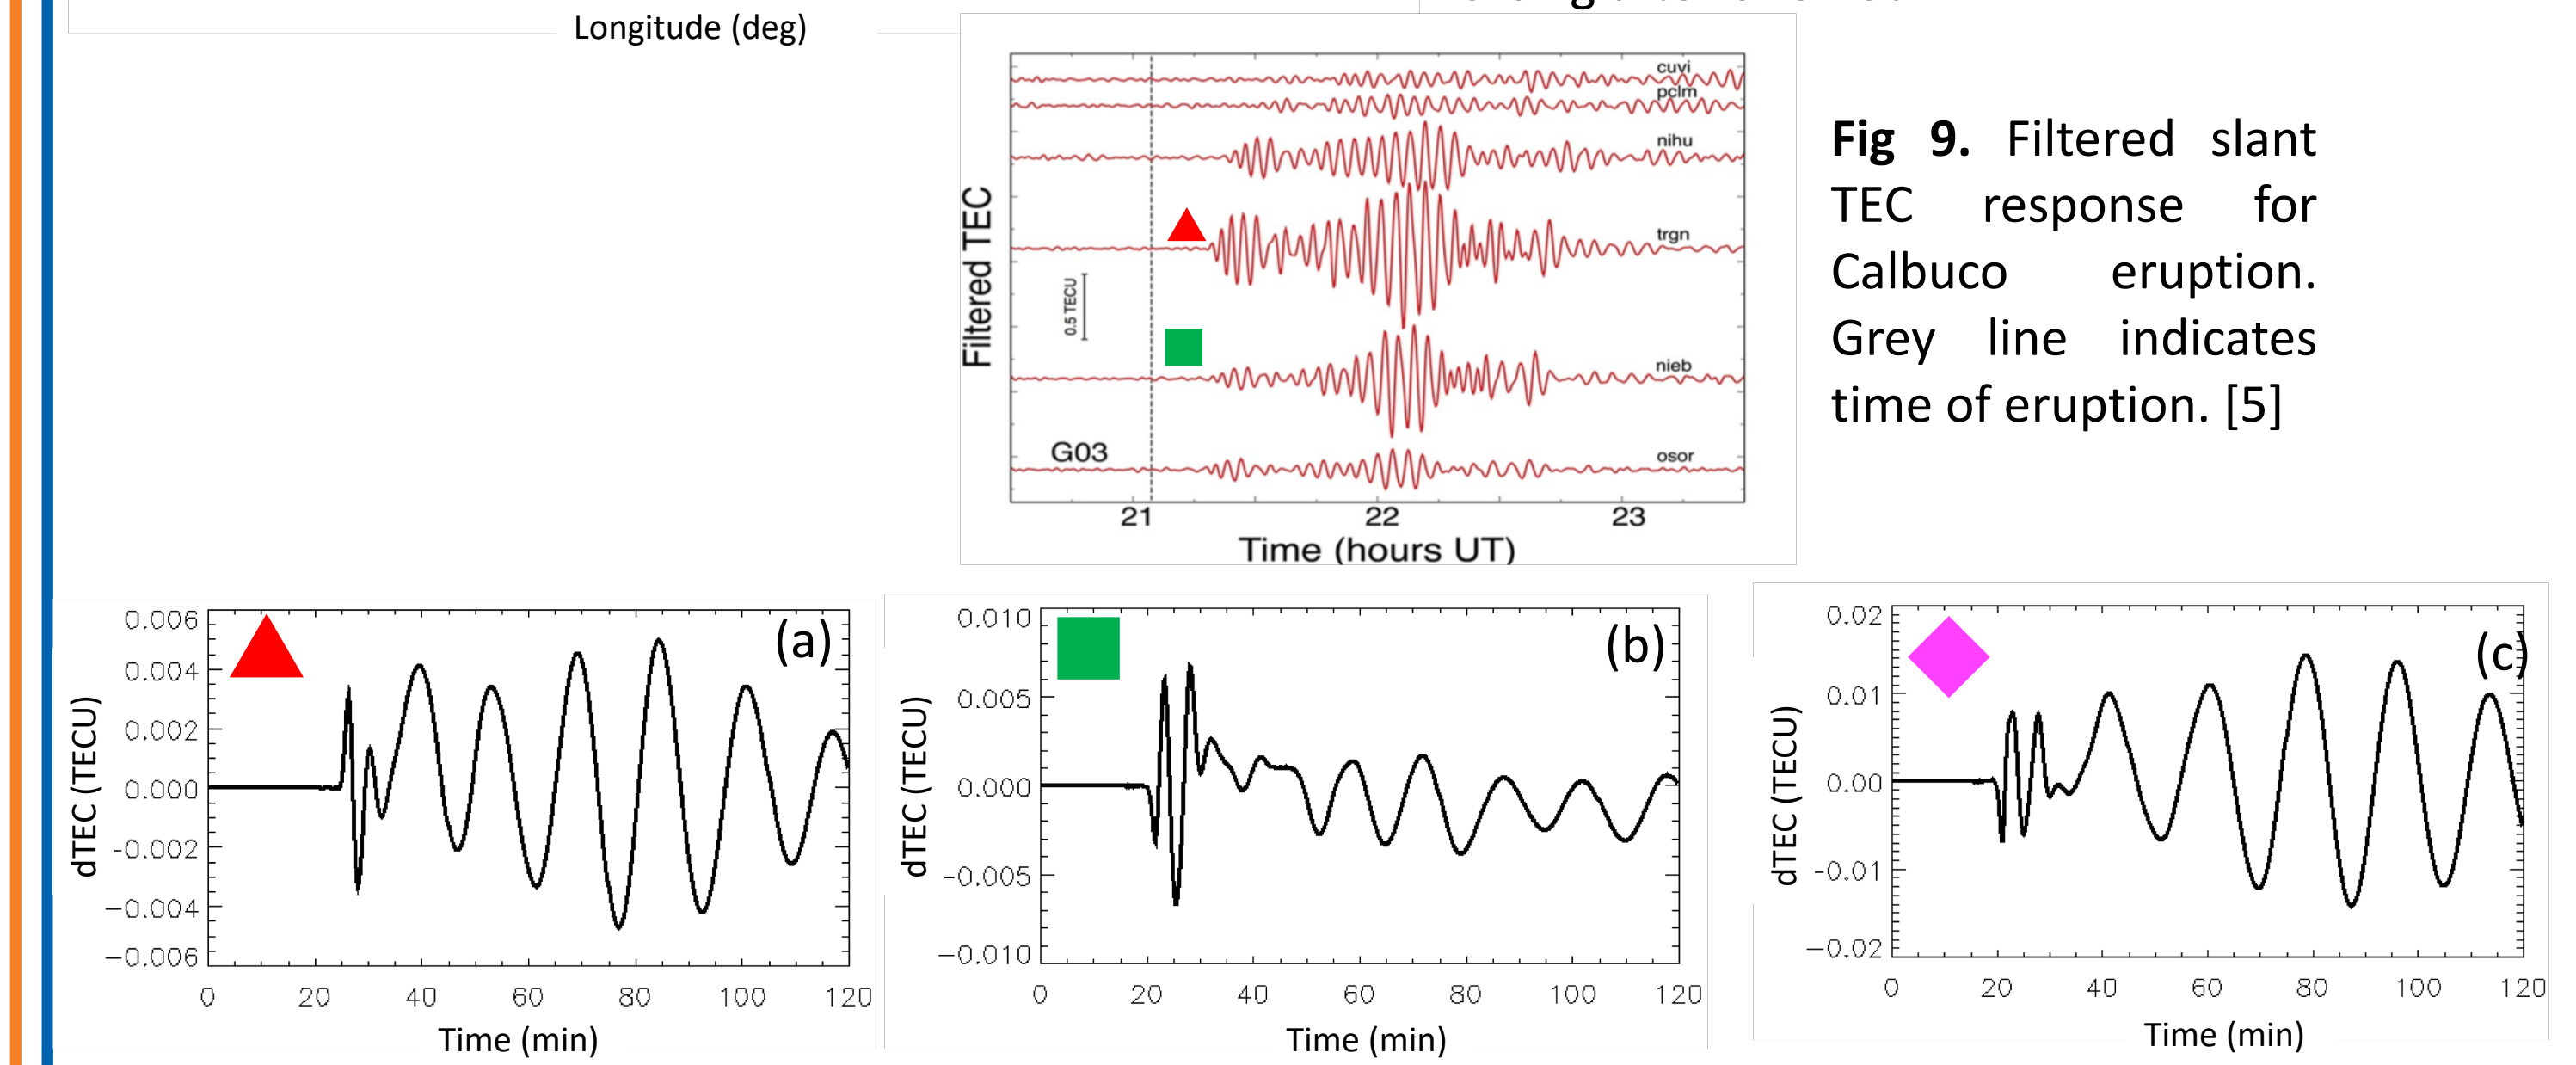 Longitude (deg)
cuvi
pclm
nihu
trgn
nieb
osor
Filtered TEC
0.5 TECU
G03
21 22 23
Time (hours UT)
Fig 9. Filtered slant
TEC response for
Calbuco eruption.
Grey line indicates
time of eruption. [5]
(a)
0.006
0.004
0.002
0.000
-0.002
-0.004
-0.006
dTEC (TECU)
0 20 40 60 80 100 120
Time (min)
(b)
0.010
0.005
0.000
-0.005
-0.010
dTEC (TECU)
0 20 40 60 80 100 120
Time (min)
(c)
0.02
0.01
0.00
-0.01
-0.02
dTEC (TECU)
0 20 40 60 80 100 120
Time (min)